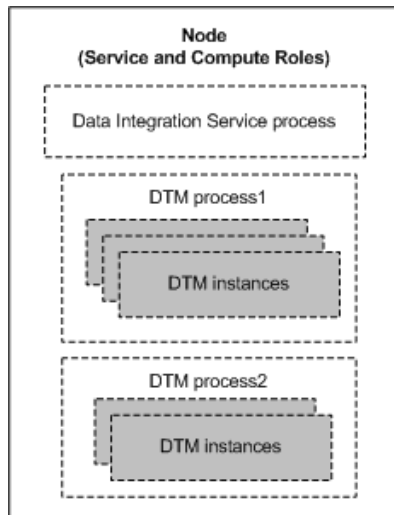 Node
(Service and Compute Roles)
Data Integration Service process
DTM process1
DTM instances
DTM process2
DTM instances